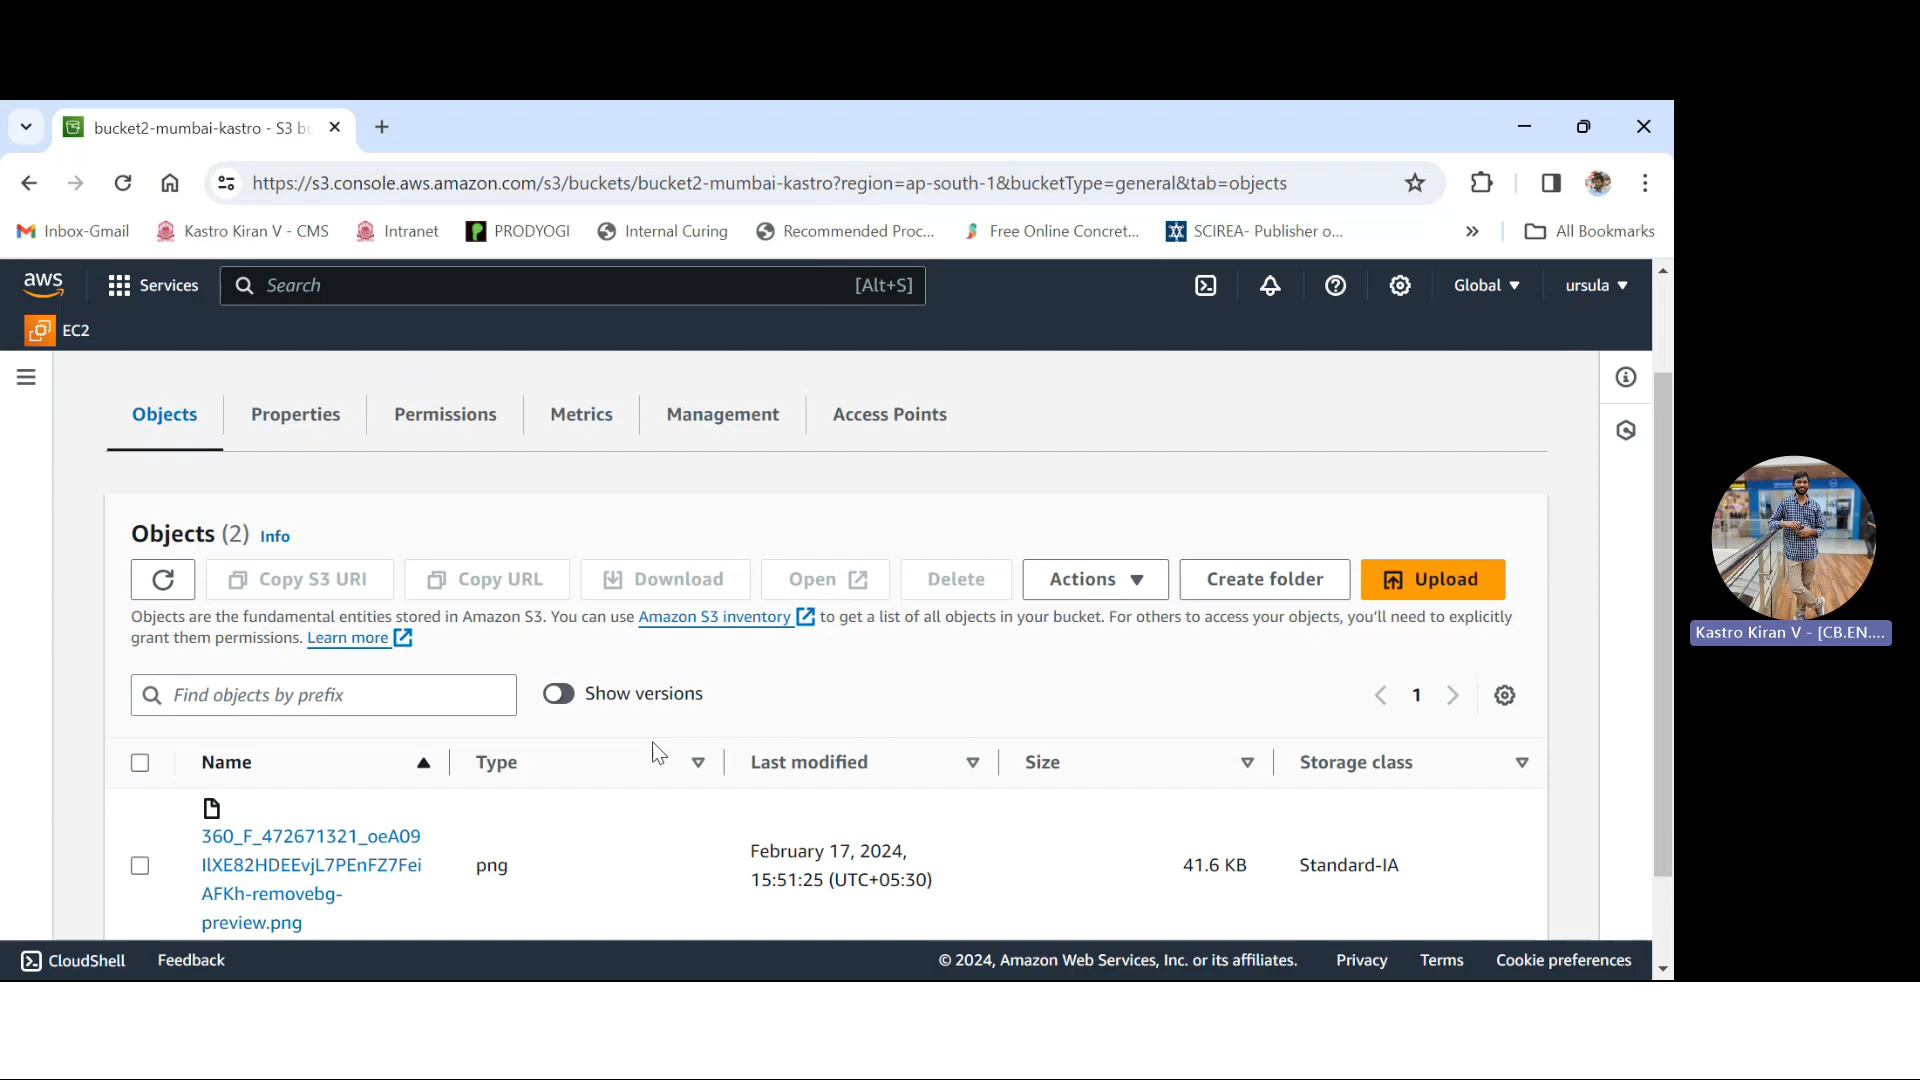 bucket2-mumbai-kastro - S3 bu
https://s3.console.aws.amazon.com/s3/buckets/bucket2-mumbai-kastro?region=ap-south-1&bucketType=general&tab=objects
Inbox-Gmail Kastro Kiran V - CMS Intranet PRODYOGI Internal Curing Recommended Proc... Free Online Concret... SCIREA- Publisher o... » All Bookmarks
aws Services Search [Alt+S] Global ursula
EC2
Objects Properties Permissions Metrics Management Access Points
Objects (2) Info
Copy S3 URI Copy URL Download Open Delete Actions Create folder Upload
Objects are the fundamental entities stored in Amazon S3. You can use Amazon S3 inventory to get a list of all objects in your bucket. For others to access your objects, you'll need to explicitly
grant them permissions. Learn more
Find objects by prefix Show versions 1
Name Type Last modified Size Storage class
360_F_472671321_oeA09
IlXE82HDEEvjL7PEnFZ7Fei
AFKh-removebg-
preview.png
png
February 17, 2024,
15:51:25 (UTC+05:30)
41.6 KB
Standard-IA
Kastro Kiran V - [CB.EN....
CloudShell Feedback © 2024, Amazon Web Services, Inc. or its affiliates. Privacy Terms Cookie preferences